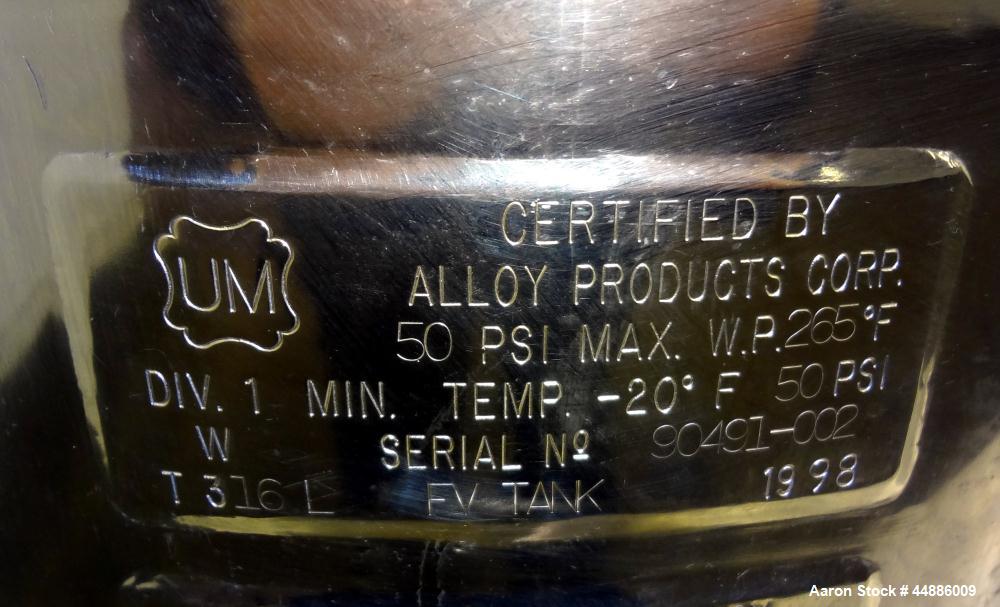 UM
CERTIFIED BY
ALLOY PRODUCTS CORP.
50 PSI MAX. W.P. 265°F
DIV. 1 MIN. TEMP. -20° F 50 PSI
W SERIAL Nº 90491-002
T 316 L FV TANK 1998
Aaron Stock # 44886009